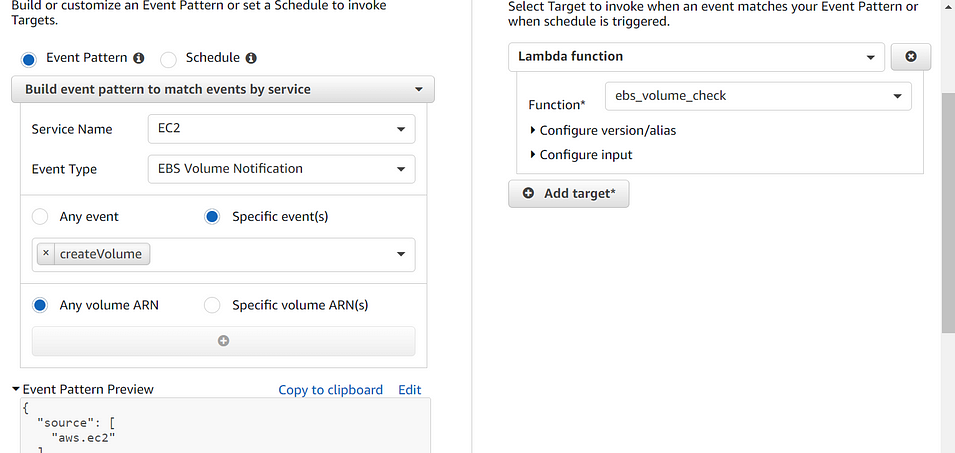 Build or customize an Event Pattern or set a Schedule to invoke
Targets.
Event Pattern
Schedule
Build event pattern to match events by service
Service Name
EC2
Event Type
EBS Volume Notification
Any event
Specific event(s)
× createVolume
Any volume ARN
Specific volume ARN(s)
Event Pattern Preview
Copy to clipboard
Edit
{
"source": [
"aws.ec2"
]
Select Target to invoke when an event matches your Event Pattern or
when schedule is triggered.
Lambda function
Function*
ebs_volume_check
Configure version/alias
Configure input
Add target*